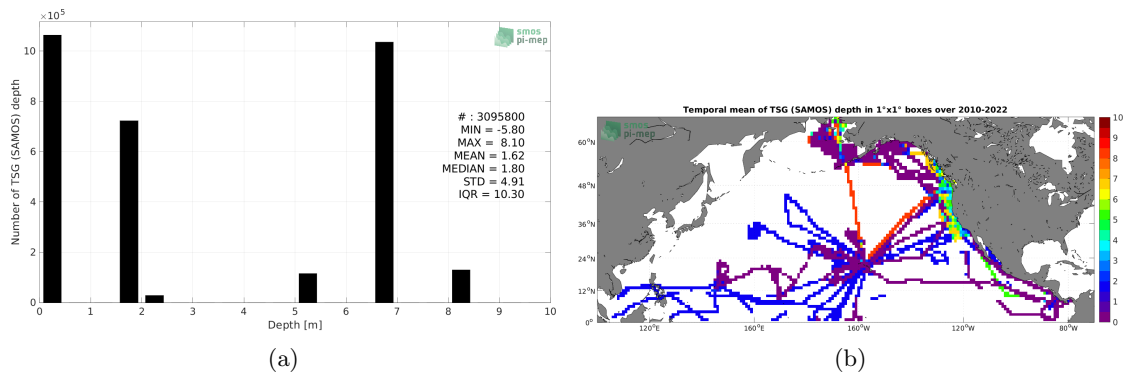 ×10⁵
smos
pi-mep
10
8
6
4
2
0
Number of TSG (SAMOS) depth
# : 3095800
MIN = -5.80
MAX = 8.10
MEAN = 1.62
MEDIAN = 1.80
STD = 4.91
IQR = 10.30
0 1 2 3 4 5 6 7 8 9 10
Depth [m]
(a)
Temporal mean of TSG (SAMOS) depth in 1°x1° boxes over 2010-2022
smos
pi-mep
60°N
48°N
36°N
24°N
12°N
0°
120°E 160°E 160°W 120°W 80°W
10
9
8
7
6
5
4
3
2
1
0
(b)